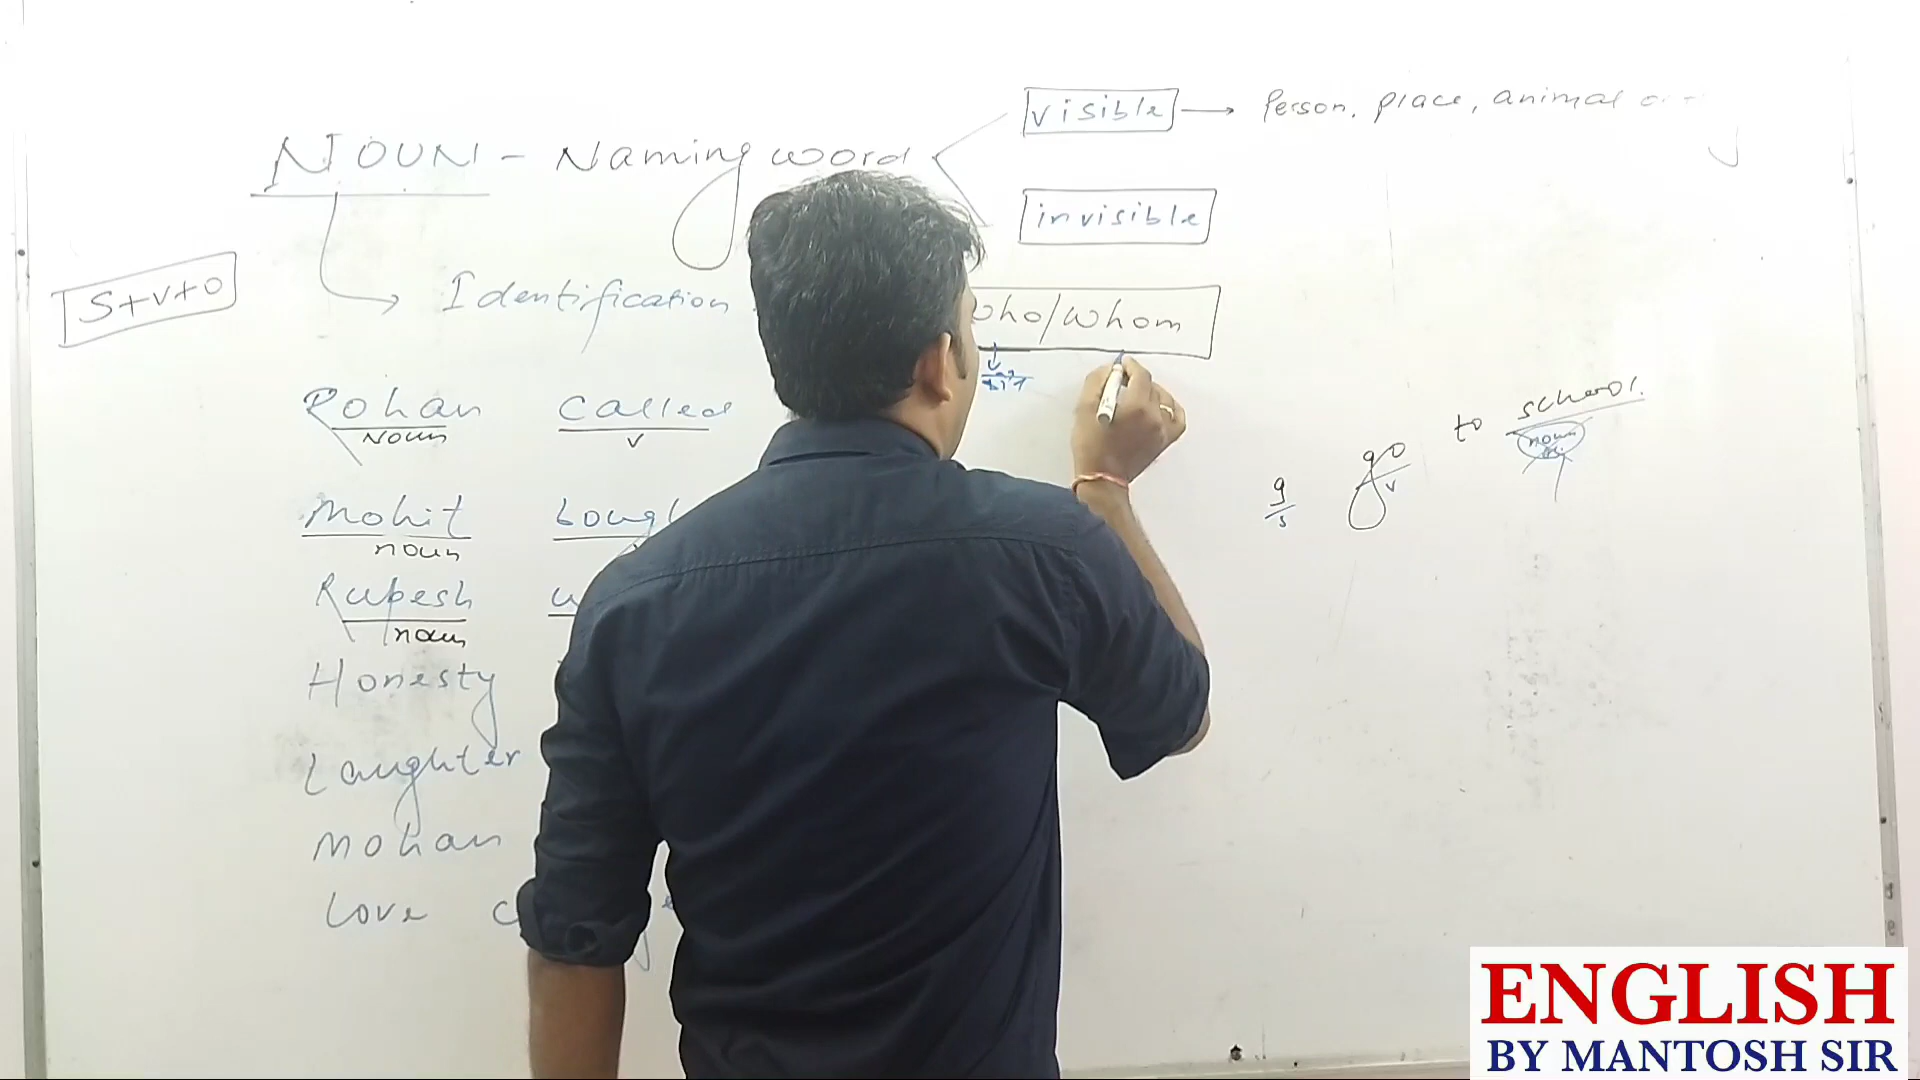 visible → Person, place, animal
NOUN - Naming word
invisible
S+V+O
Identification who/whom
Rohan called
Noun v
to school.
noun
go
v
I
s
Mohit
noun
Rupesh
noun
Honesty
Laughter
Mohan
Love
ENGLISH
BY MANTOSH SIR